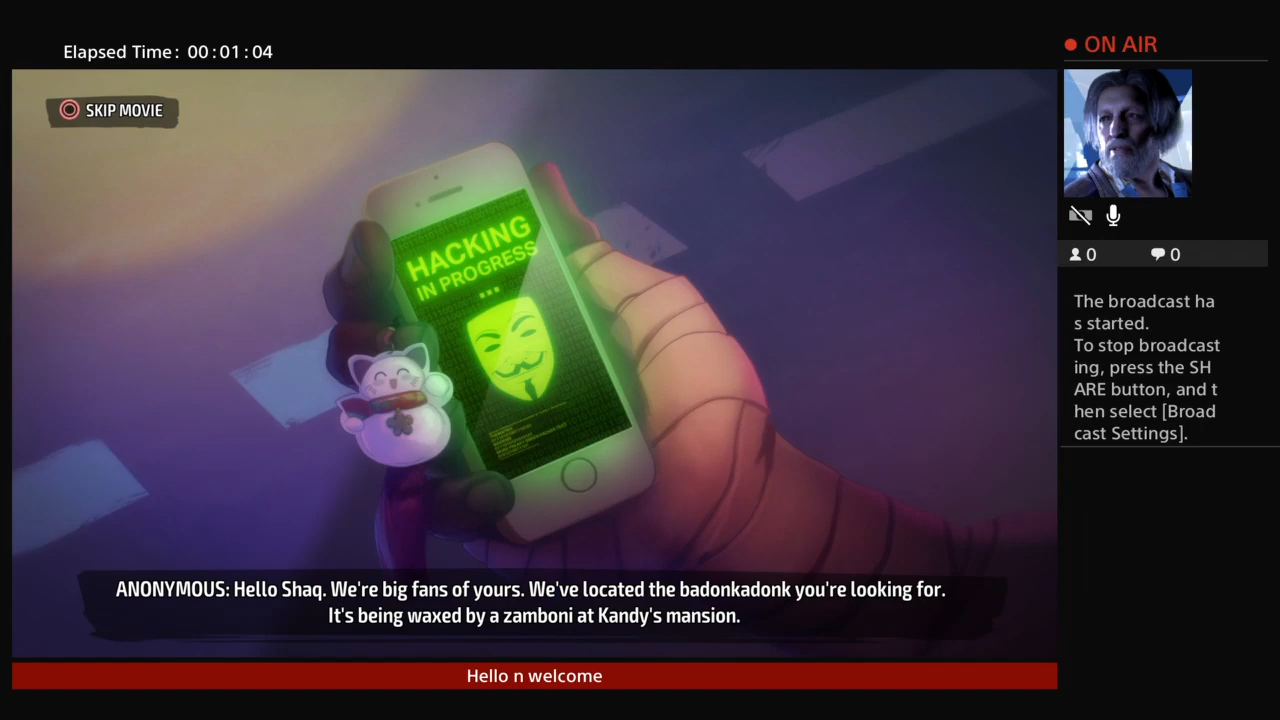 Elapsed Time: 00:01:04
ON AIR
SKIP MOVIE
HACKING
IN PROGRESS
...
0 0
The broadcast ha
s started.
To stop broadcast
ing, press the SH
ARE button, and t
hen select [Broad
cast Settings].
ANONYMOUS: Hello Shaq. We're big fans of yours. We've located the badonkadonk you're looking for.
It's being waxed by a zamboni at Kandy's mansion.
Hello n welcome